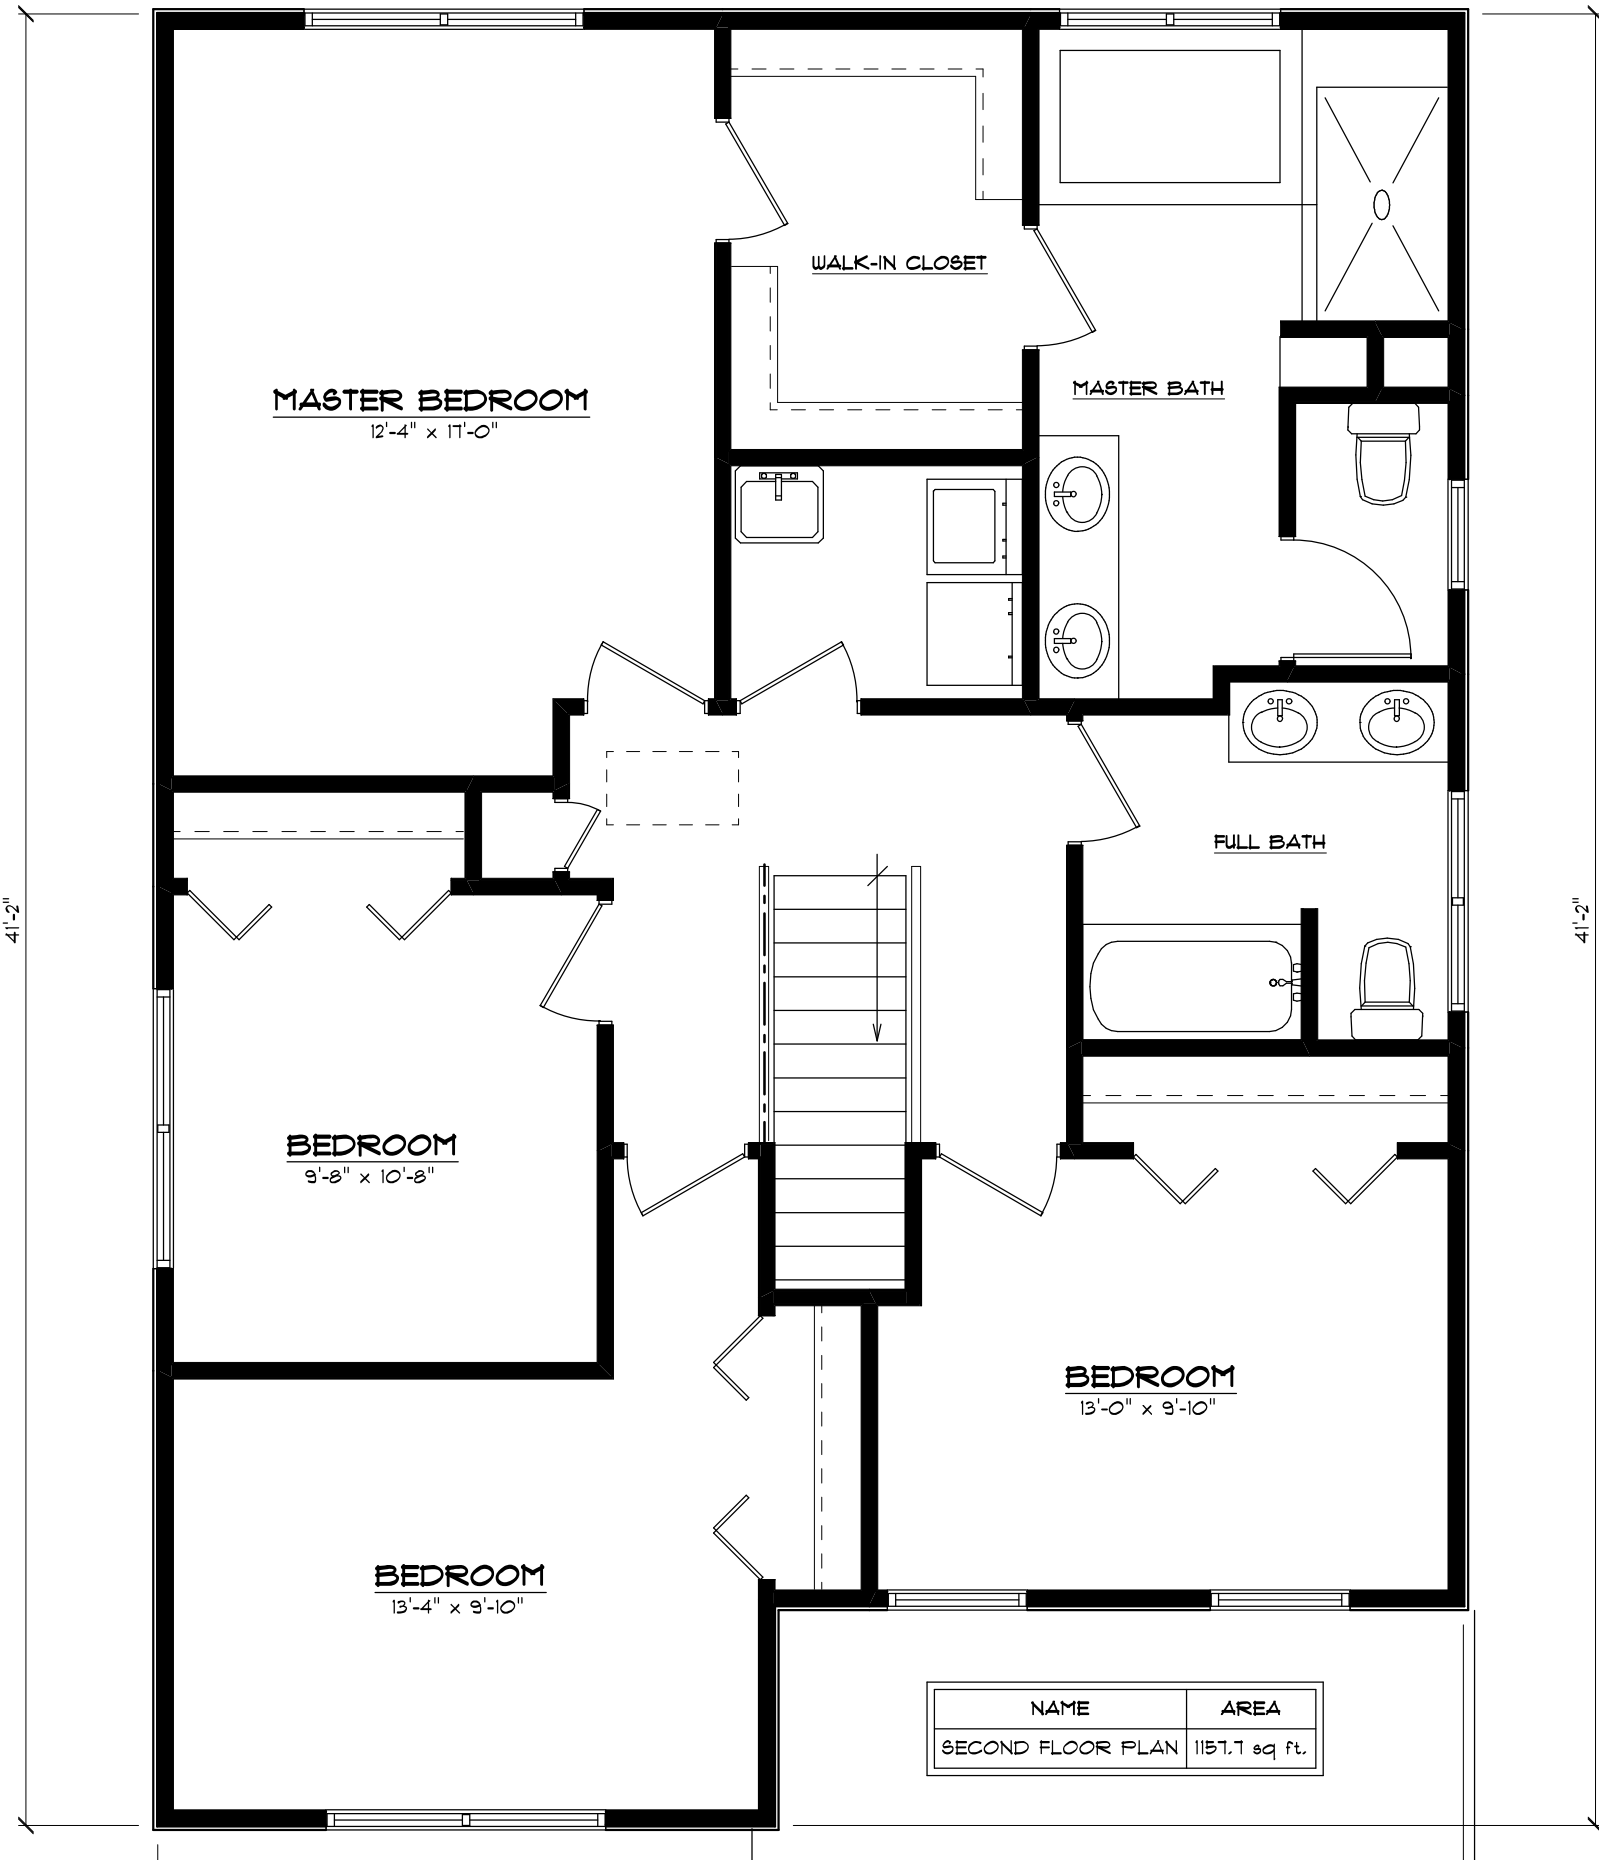 WALK-IN CLOSET
MASTER BEDROOM
12'-4" x 17'-0"
MASTER BATH
FULL BATH
41'-2"
41'-2"
BEDROOM
9'-8" x 10'-8"
BEDROOM
13'-0" x 9'-10"
BEDROOM
13'-4" x 9'-10"
NAME AREA
SECOND FLOOR PLAN 1157.7 sq ft.